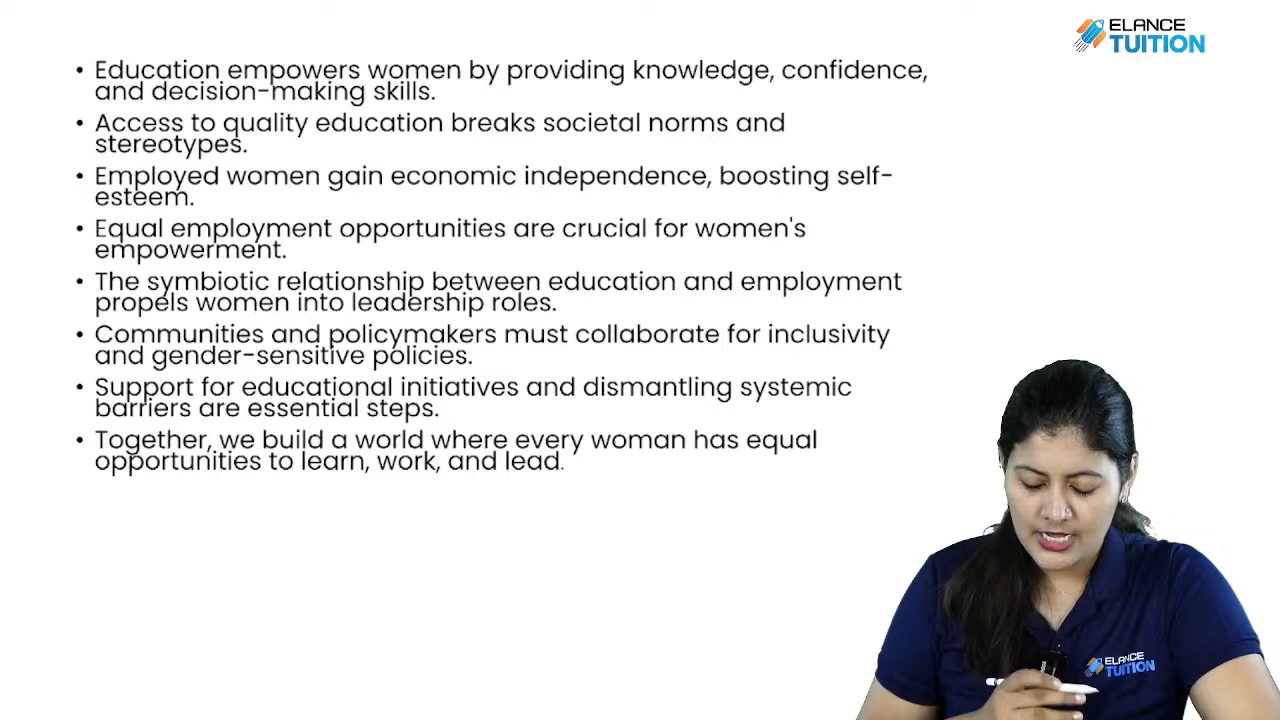 ELANCE
TUITION
• Education empowers women by providing knowledge, confidence,
and decision-making skills.
• Access to quality education breaks societal norms and
stereotypes.
• Employed women gain economic independence, boosting self-
esteem.
• Equal employment opportunities are crucial for women's
empowerment.
• The symbiotic relationship between education and employment
propels women into leadership roles.
• Communities and policymakers must collaborate for inclusivity
and gender-sensitive policies.
• Support for educational initiatives and dismantling systemic
barriers are essential steps.
• Together, we build a world where every woman has equal
opportunities to learn, work, and lead.
ELANCE
TUITION